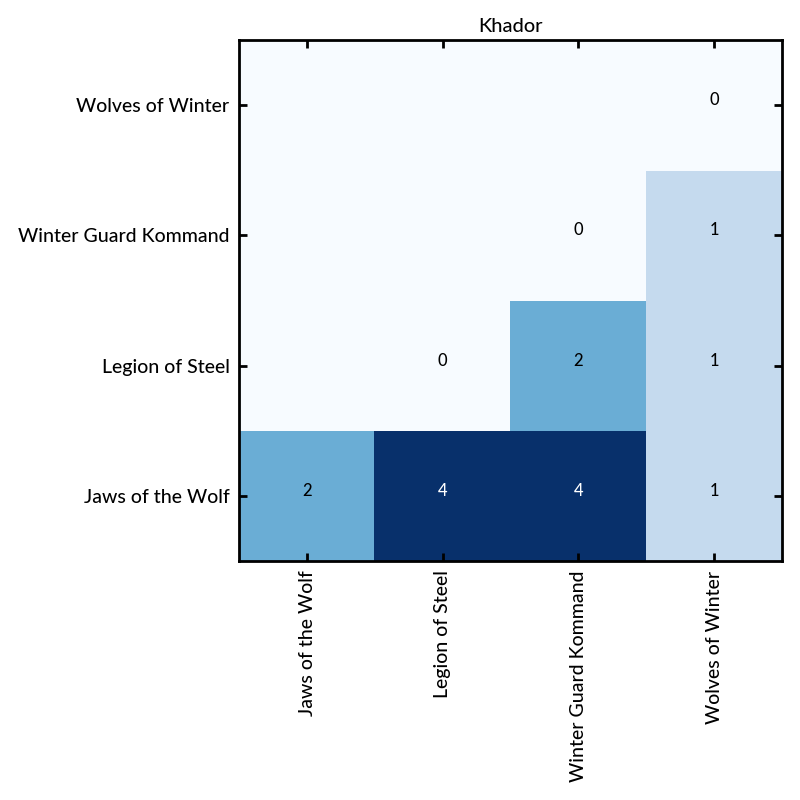 Khador
Wolves of Winter 0
Winter Guard Kommand 0 1
Legion of Steel 0 2 1
Jaws of the Wolf 2 4 4 1
Jaws of the Wolf
Legion of Steel
Winter Guard Kommand
Wolves of Winter